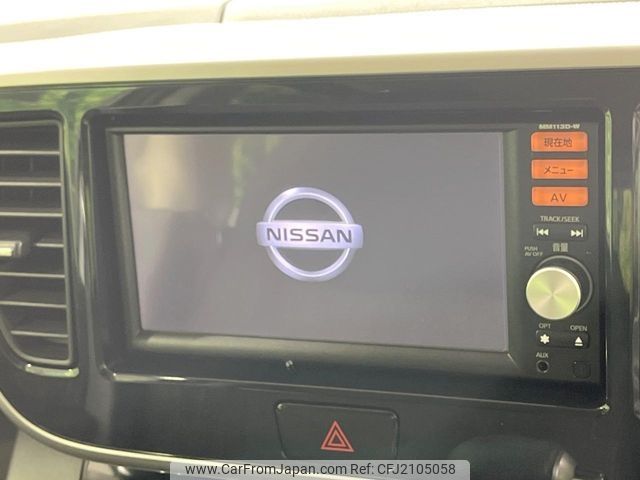 MM113D-W
現在地
メニュー
AV
TRACK/SEEK
音量
PUSH
AV OFF
OPT
OPEN
AUX
NISSAN
www.CarFromJapan.com - CFJ2105058